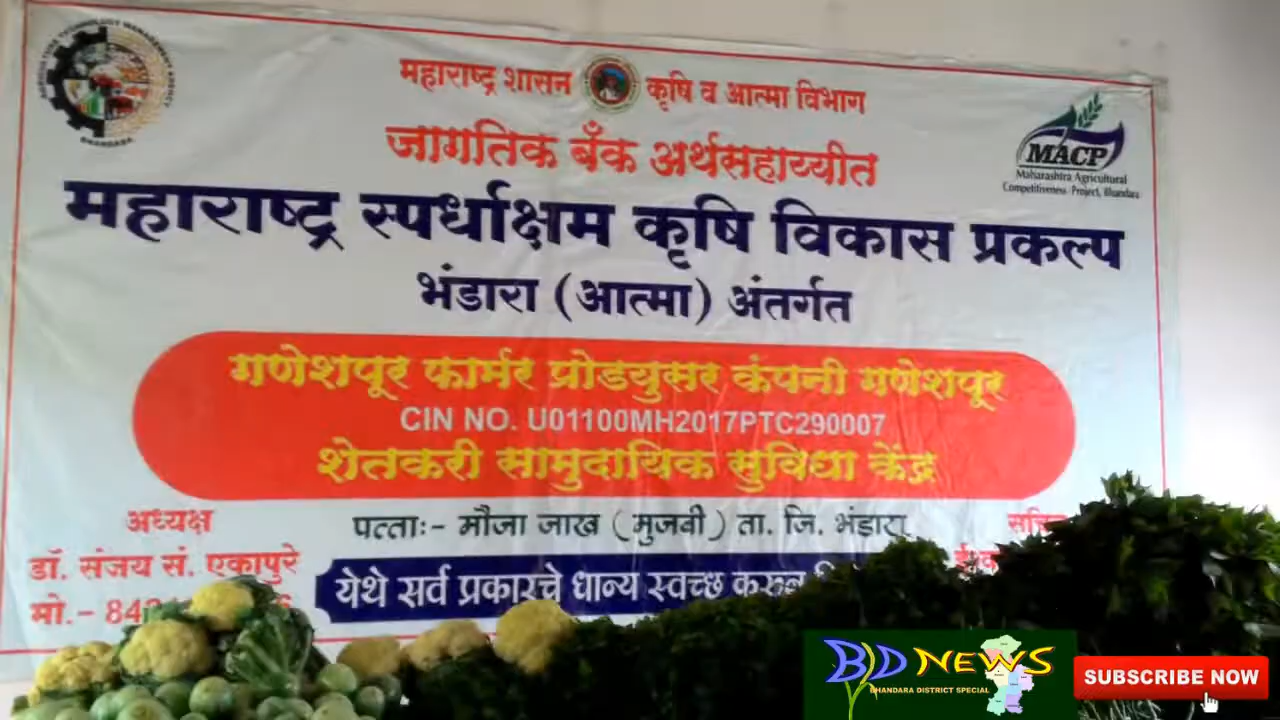 महाराष्ट्र शासन कृषि व आत्मा विभाग
जागतिक बँक अर्थसहाय्यीत
MACP
Maharashtra Agricultural
Competitiveness Project, Bhandara
महाराष्ट्र स्पर्धाक्षम कृषि विकास प्रकल्प
भंडारा (आत्मा) अंतर्गत
गणेशपूर फार्मर प्रोडयुसर कंपनी गणेशपूर
CIN NO. U01100MH2017PTC290007
शेतकरी सामुदायिक सुविधा केंद्र
अध्यक्ष
पत्ताः- मौजा जाख (मुजबी) ता. जि. भंडारा
डॉ. संजय सं. एकापुरे
येथे सर्व प्रकारचे धान्य स्वच्छ करुन
मो.- 84
BD NEWS
BHANDARA DISTRICT SPECIAL
SUBSCRIBE NOW